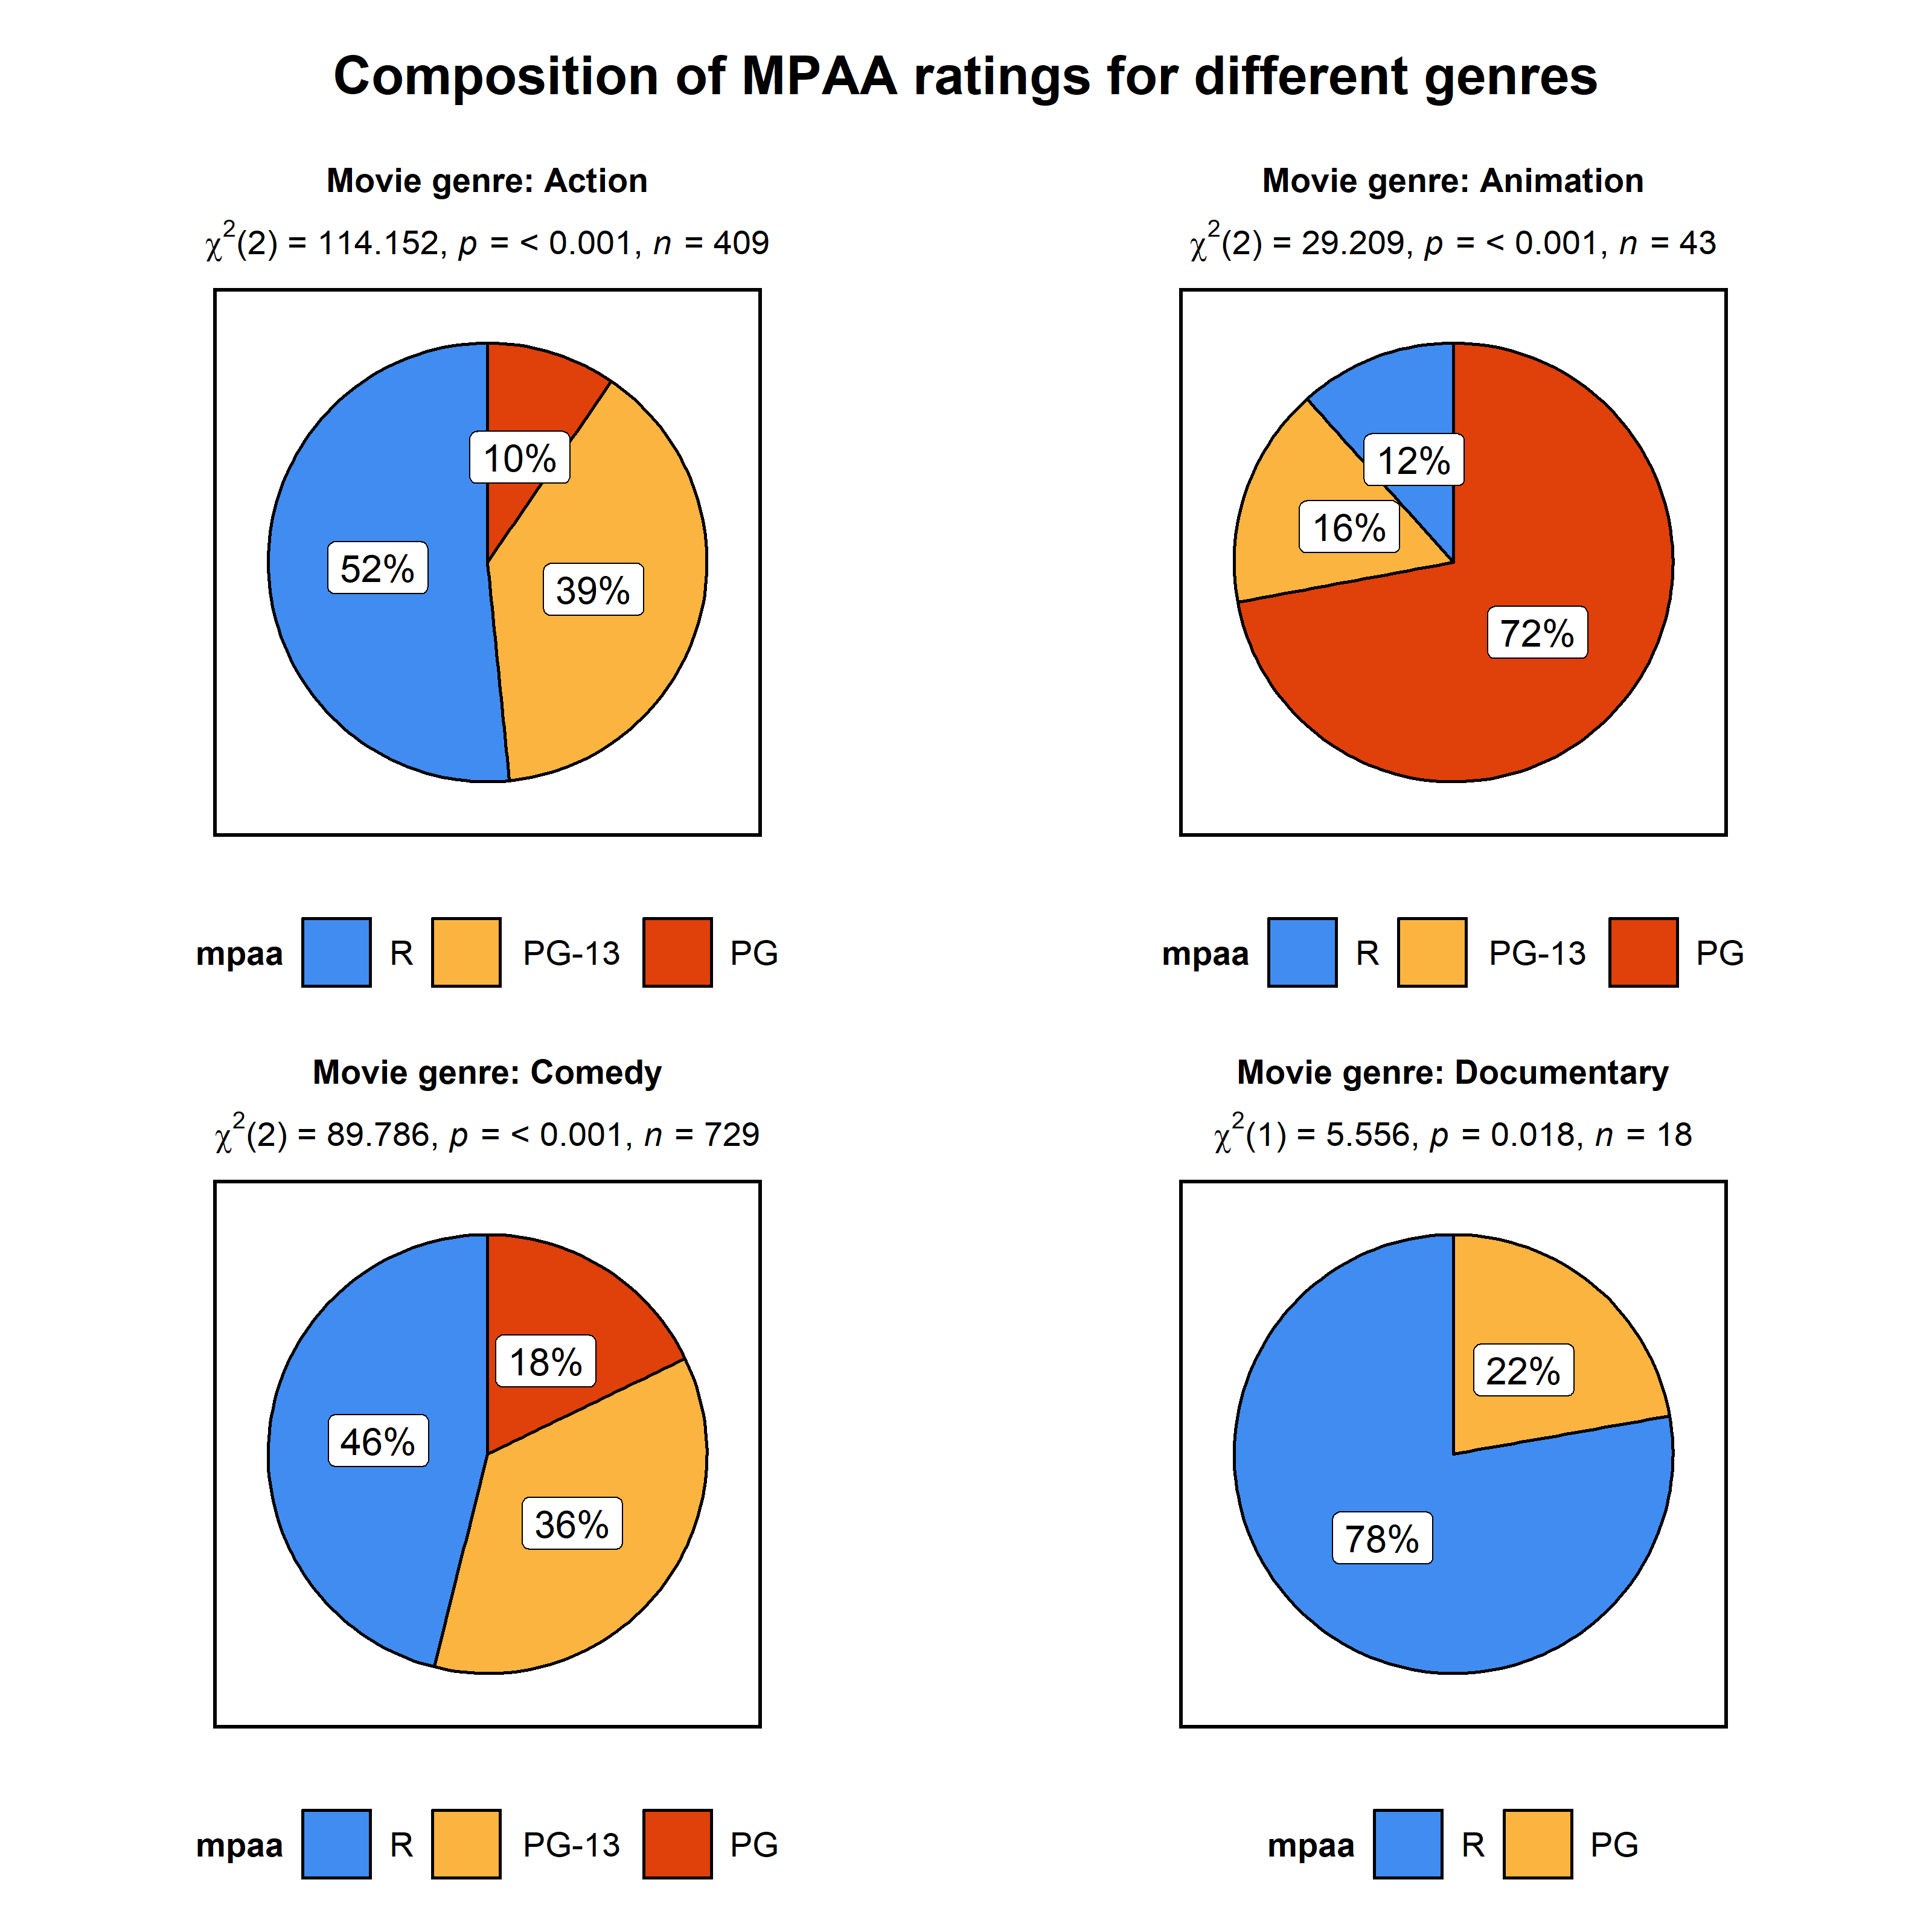 Composition of MPAA ratings for different genres
Movie genre: Action
χ²(2) = 114.152, p = < 0.001, n = 409
10%
52%
39%
mpaa R PG-13 PG
Movie genre: Animation
χ²(2) = 29.209, p = < 0.001, n = 43
12%
16%
72%
mpaa R PG-13 PG
Movie genre: Comedy
χ²(2) = 89.786, p = < 0.001, n = 729
18%
46%
36%
mpaa R PG-13 PG
Movie genre: Documentary
χ²(1) = 5.556, p = 0.018, n = 18
22%
78%
mpaa R PG